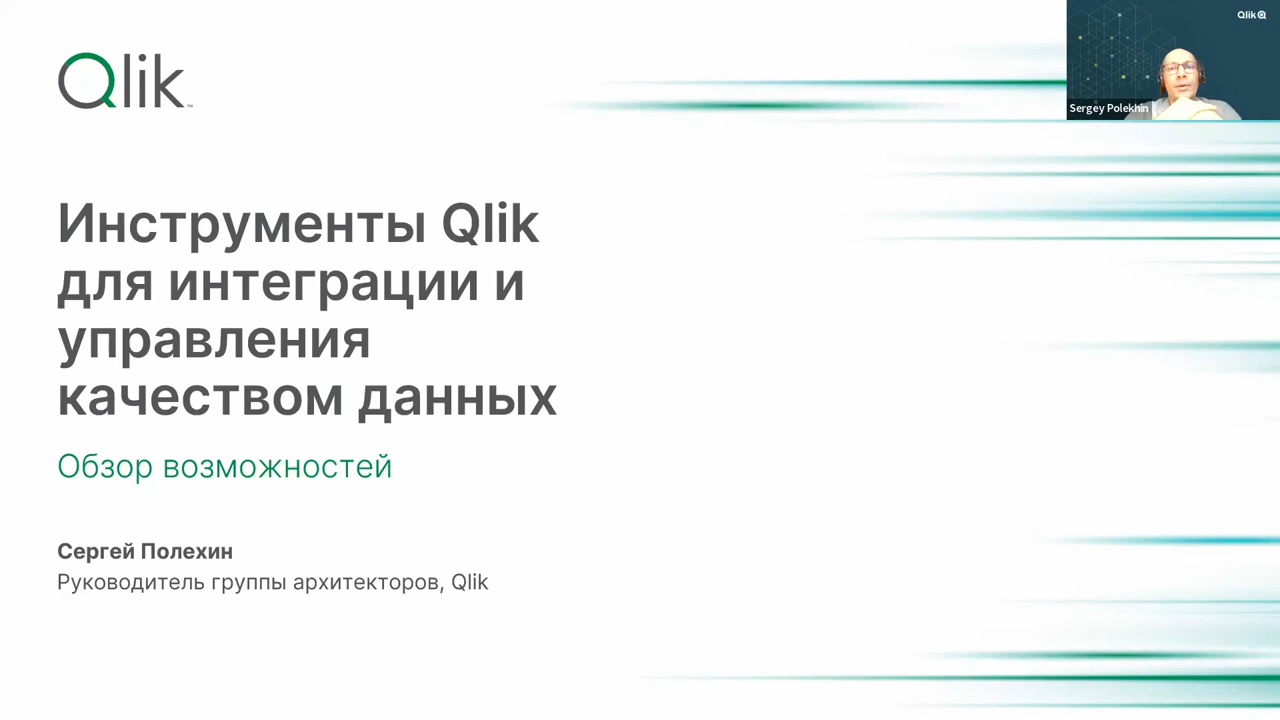 Qlik
Qlik
Sergey Polekhin
Инструменты Qlik
для интеграции и
управления
качеством данных
Обзор возможностей
Сергей Полехин
Руководитель группы архитекторов, Qlik